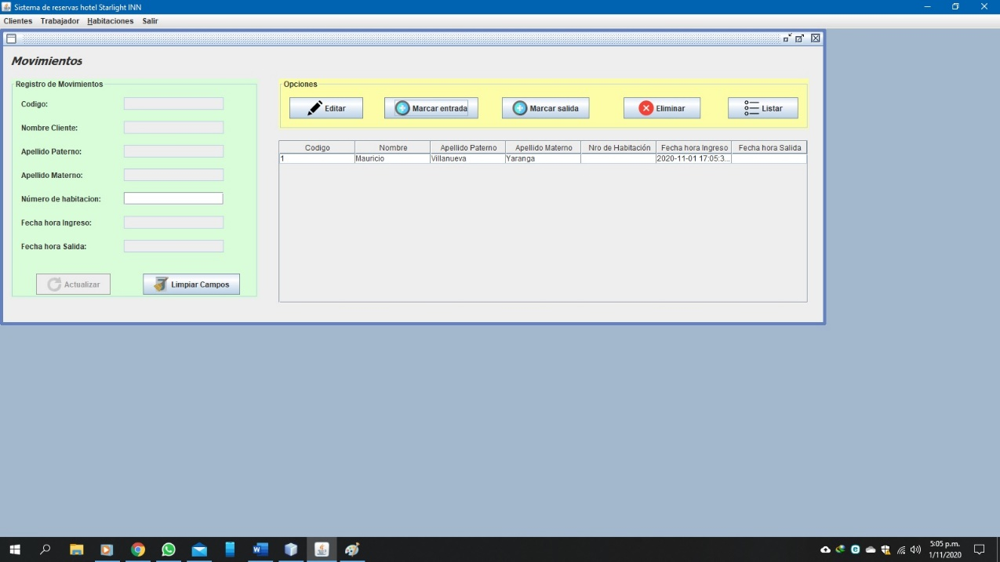 Sistema de reservas hotel Starlight INN
Clientes Trabajador Habitaciones Salir
Movimientos
Registro de Movimientos
Codigo:
Nombre Cliente:
Apellido Paterno:
Apellido Materno:
Número de habitacion:
Fecha hora Ingreso:
Fecha hora Salida:
Actualizar Limpiar Campos
Opciones
Editar Marcar entrada Marcar salida Eliminar Listar
Codigo Nombre Apellido Paterno Apellido Materno Nro de Habitación Fecha hora Ingreso Fecha hora Salida
1 Mauricio Villanueva Yaranga 2020-11-01 17:05:3...
5:05 p.m.
1/11/2020